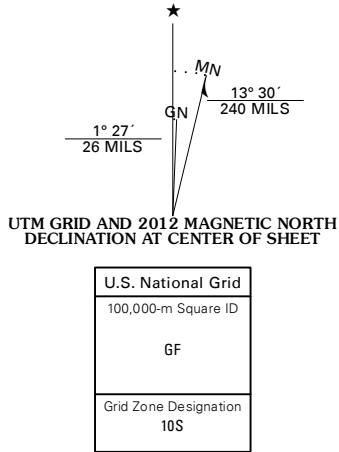 ★
MN
GN
13° 30´
240 MILS
1° 27´
26 MILS
UTM GRID AND 2012 MAGNETIC NORTH
DECLINATION AT CENTER OF SHEET
U.S. National Grid
100,000-m Square ID
GF
Grid Zone Designation
10S